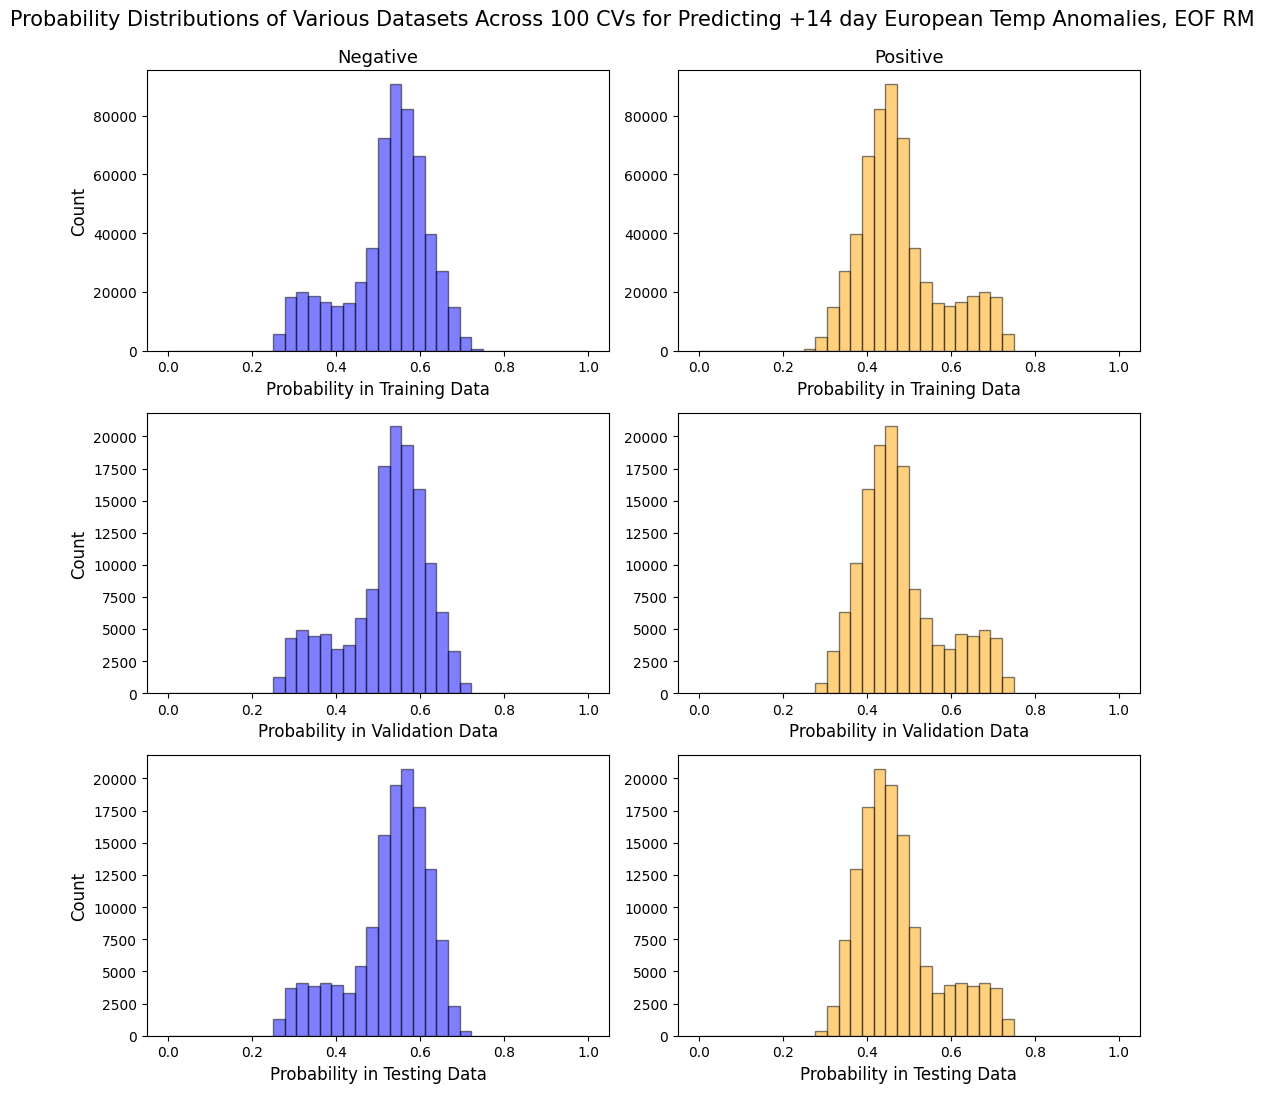 Probability Distributions of Various Datasets Across 100 CVs for Predicting +14 day European Temp Anomalies, EOF RM
Negative
Positive
80000
60000
40000
20000
0
Count
0.0 0.2 0.4 0.6 0.8 1.0
Probability in Training Data
80000
60000
40000
20000
0
0.0 0.2 0.4 0.6 0.8 1.0
Probability in Training Data
20000
17500
15000
12500
10000
7500
5000
2500
0
Count
0.0 0.2 0.4 0.6 0.8 1.0
Probability in Validation Data
20000
17500
15000
12500
10000
7500
5000
2500
0
0.0 0.2 0.4 0.6 0.8 1.0
Probability in Validation Data
20000
17500
15000
12500
10000
7500
5000
2500
0
Count
0.0 0.2 0.4 0.6 0.8 1.0
Probability in Testing Data
20000
17500
15000
12500
10000
7500
5000
2500
0
0.0 0.2 0.4 0.6 0.8 1.0
Probability in Testing Data